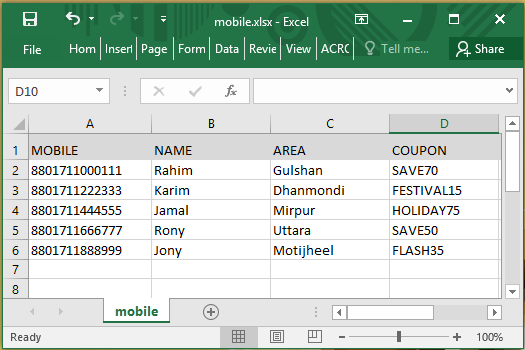 mobile.xlsx - Excel
File Hom Inser Page Form Data Revie View ACRO Tell me... Share
D10 fx
A B C D
1 MOBILE NAME AREA COUPON
2 8801711000111 Rahim Gulshan SAVE70
3 8801711222333 Karim Dhanmondi FESTIVAL15
4 8801711444555 Jamal Mirpur HOLIDAY75
5 8801711666777 Rony Uttara SAVE50
6 8801711888999 Jony Motijheel FLASH35
7
8
mobile
Ready 100%